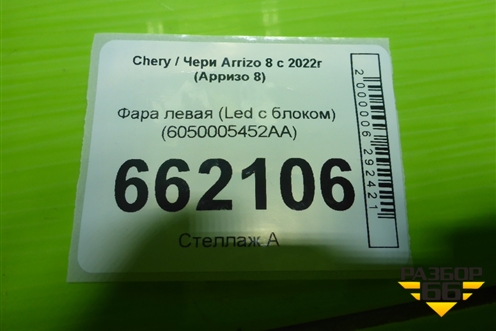 Chery / Чери Arrizo 8 с 2022г
(Арризо 8)
Фара левая (Led с блоком)
(6050005452AA)
662106
Стеллаж А
2000006292421
РАЗБОР
66